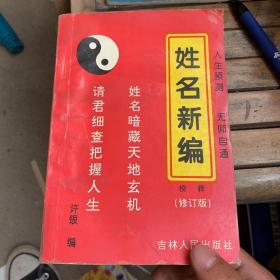 人生预测 无师自通
姓名新编
校释
(修订版)
姓名暗藏天地玄机
请君细查把握人生
许银 编
吉林人民出版社